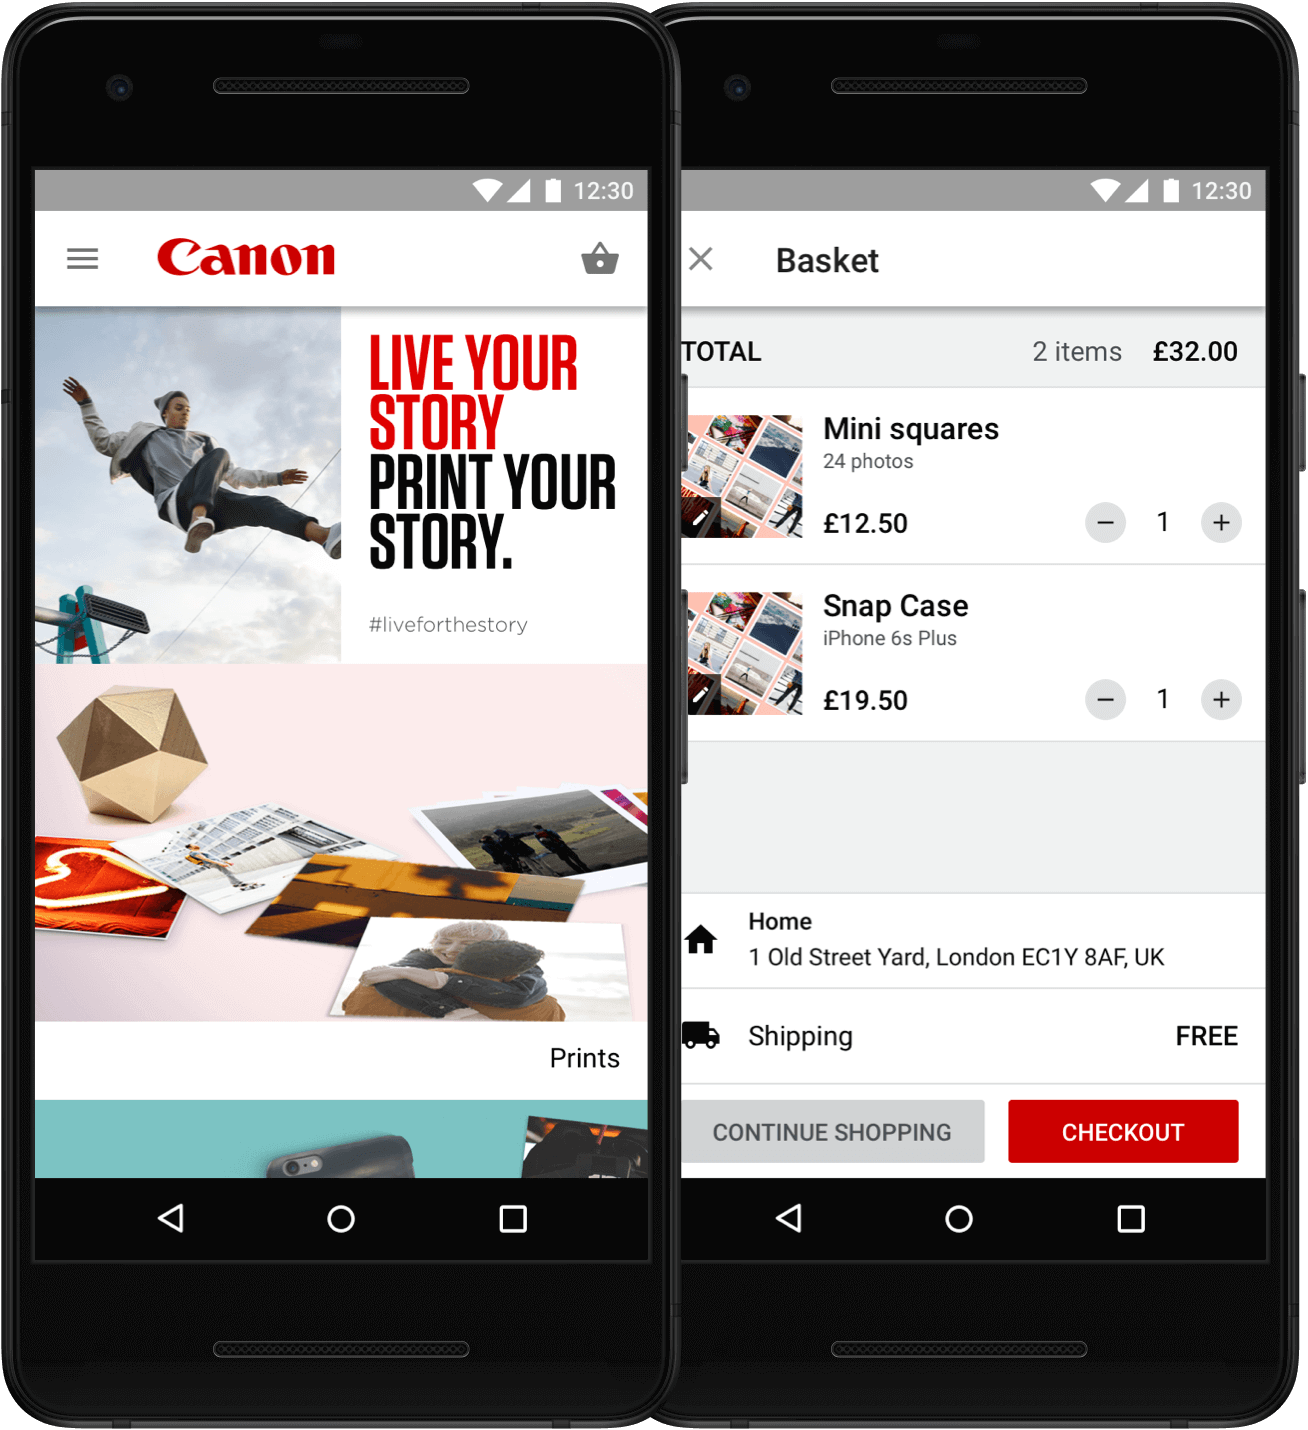 12:30
Canon
LIVE YOUR
STORY
PRINT YOUR
STORY.
#liveforthestory
Prints
12:30
Basket
TOTAL 2 items £32.00
Mini squares
24 photos
£12.50 − 1 +
Snap Case
iPhone 6s Plus
£19.50 − 1 +
Home
1 Old Street Yard, London EC1Y 8AF, UK
Shipping FREE
CONTINUE SHOPPING CHECKOUT